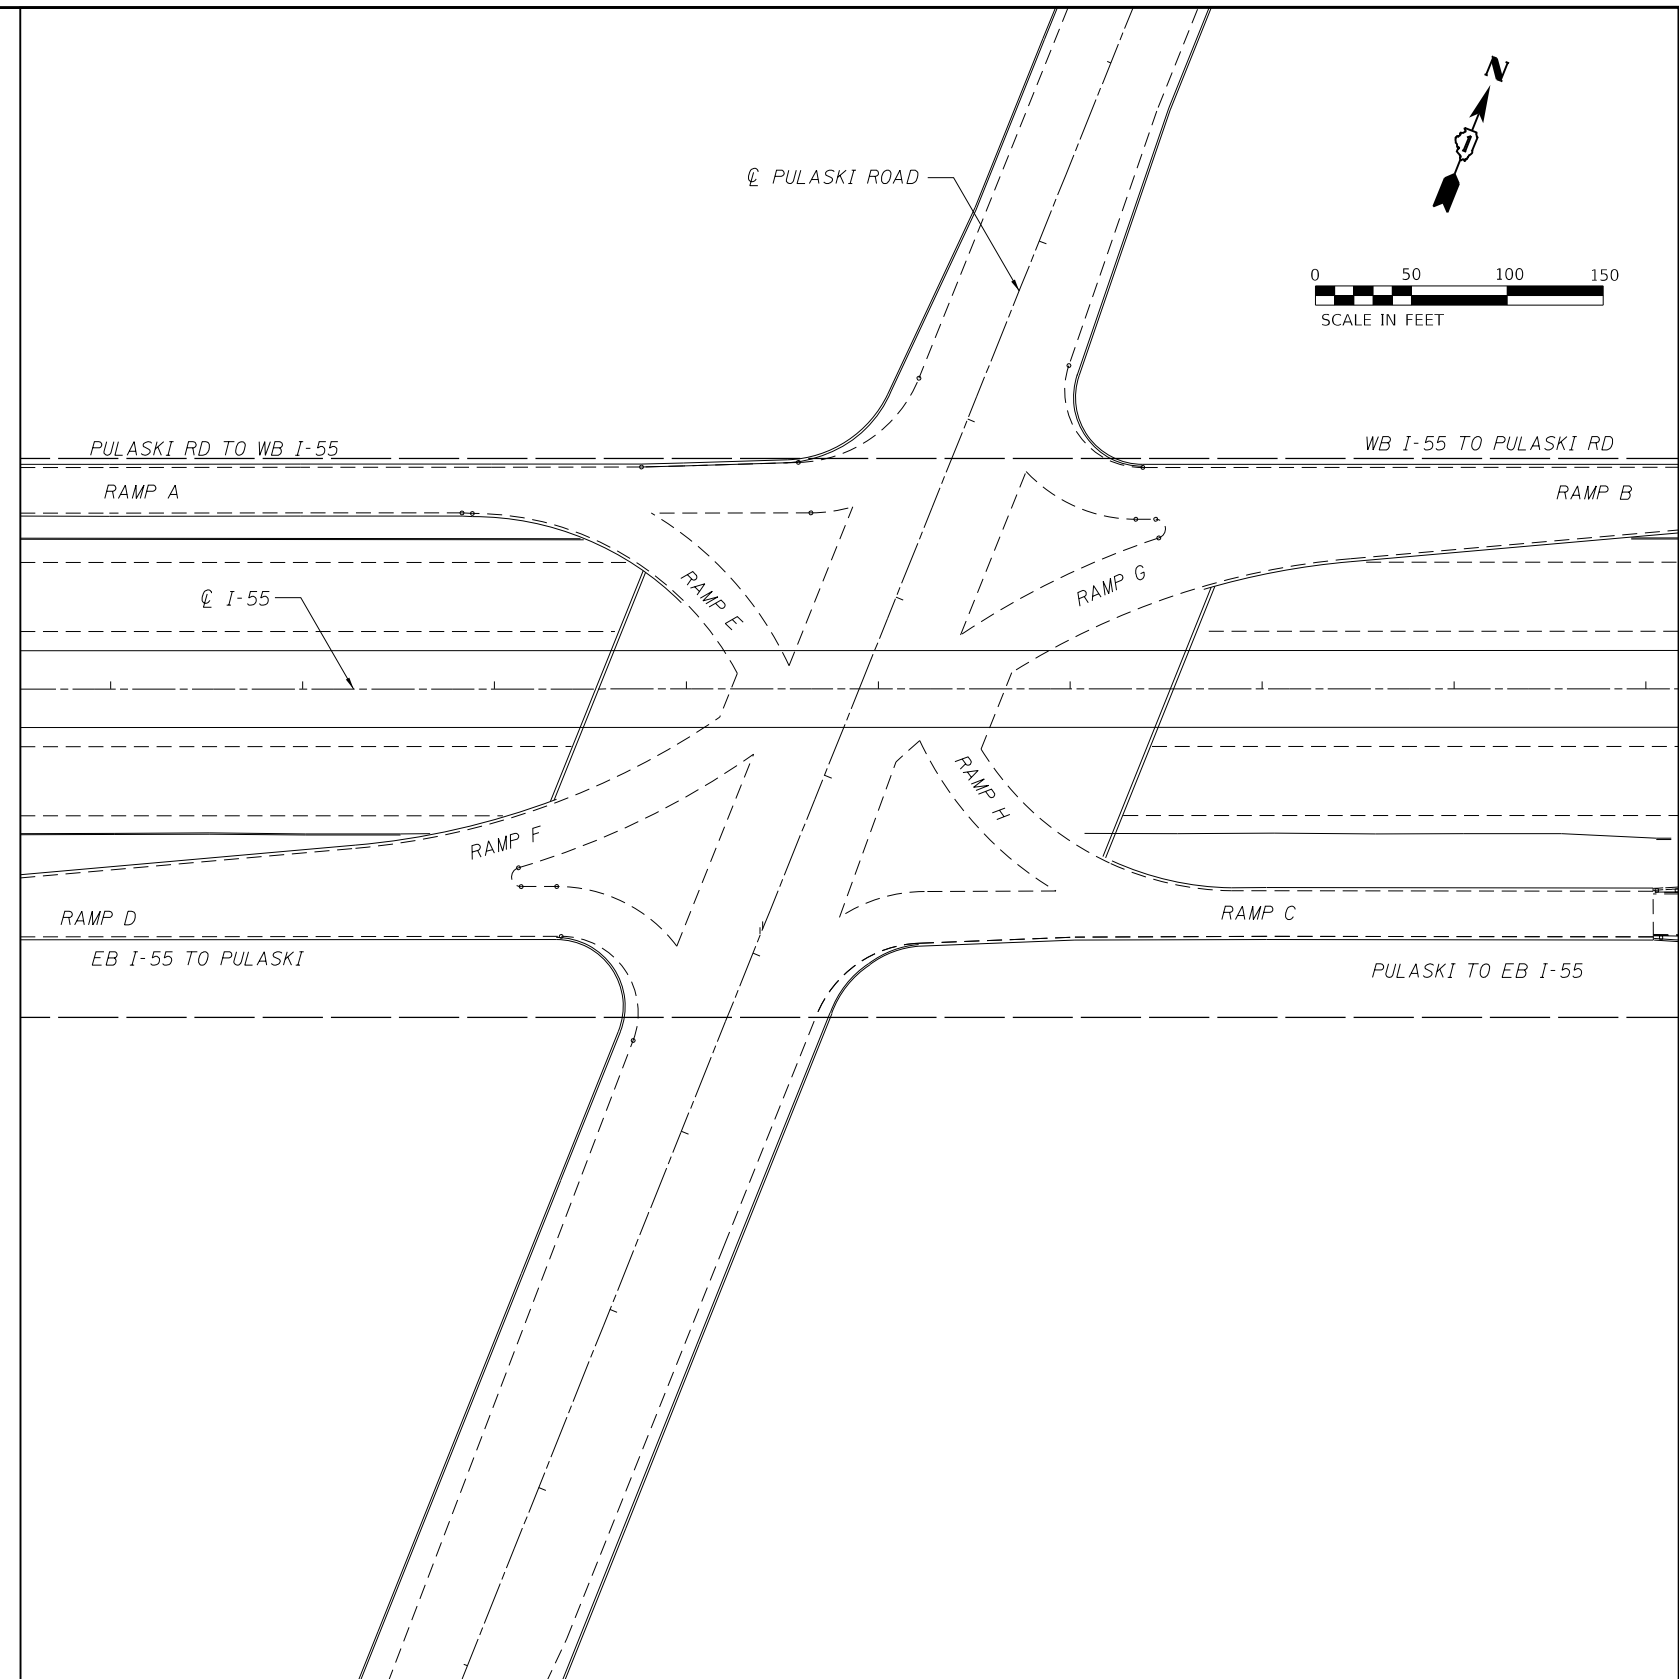 N
1
℄ PULASKI ROAD
0 50 100 150
SCALE IN FEET
PULASKI RD TO WB I-55
WB I-55 TO PULASKI RD
RAMP A
RAMP B
RAMP E
RAMP G
℄ I-55
RAMP H
RAMP F
RAMP D
RAMP C
EB I-55 TO PULASKI
PULASKI TO EB I-55